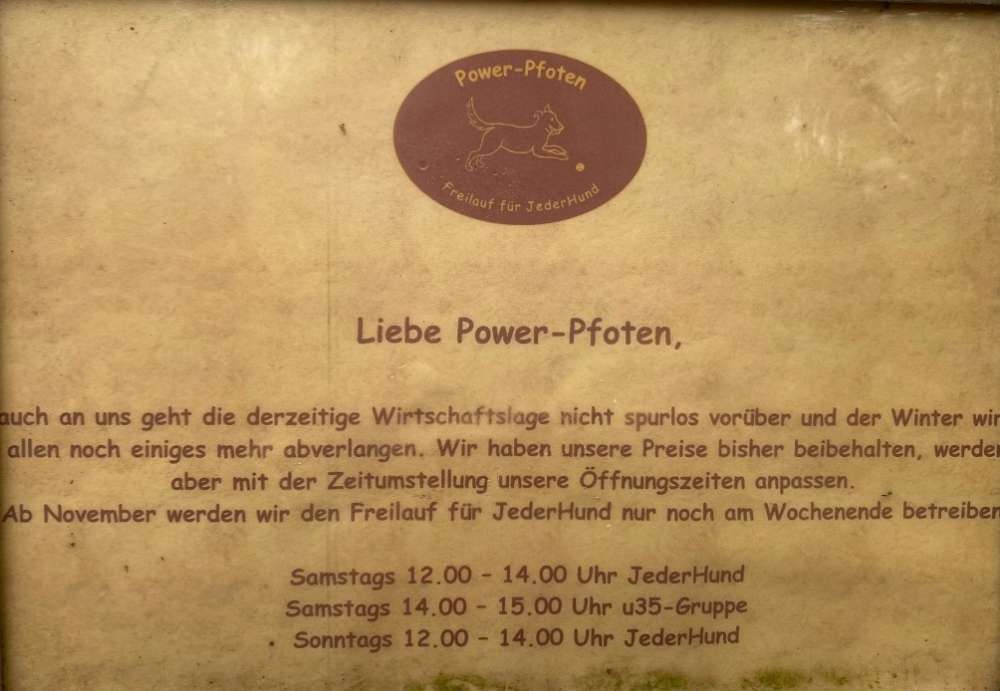 Power-Pfoten
Freilauf für JederHund
Liebe Power-Pfoten,
auch an uns geht die derzeitige Wirtschaftslage nicht spurlos vorüber und der Winter wir
allen noch einiges mehr abverlangen. Wir haben unsere Preise bisher beibehalten, werden
aber mit der Zeitumstellung unsere Öffnungszeiten anpassen.
Ab November werden wir den Freilauf für JederHund nur noch am Wochenende betreiben
Samstags 12.00 - 14.00 Uhr JederHund
Samstags 14.00 - 15.00 Uhr u35-Gruppe
Sonntags 12.00 - 14.00 Uhr JederHund